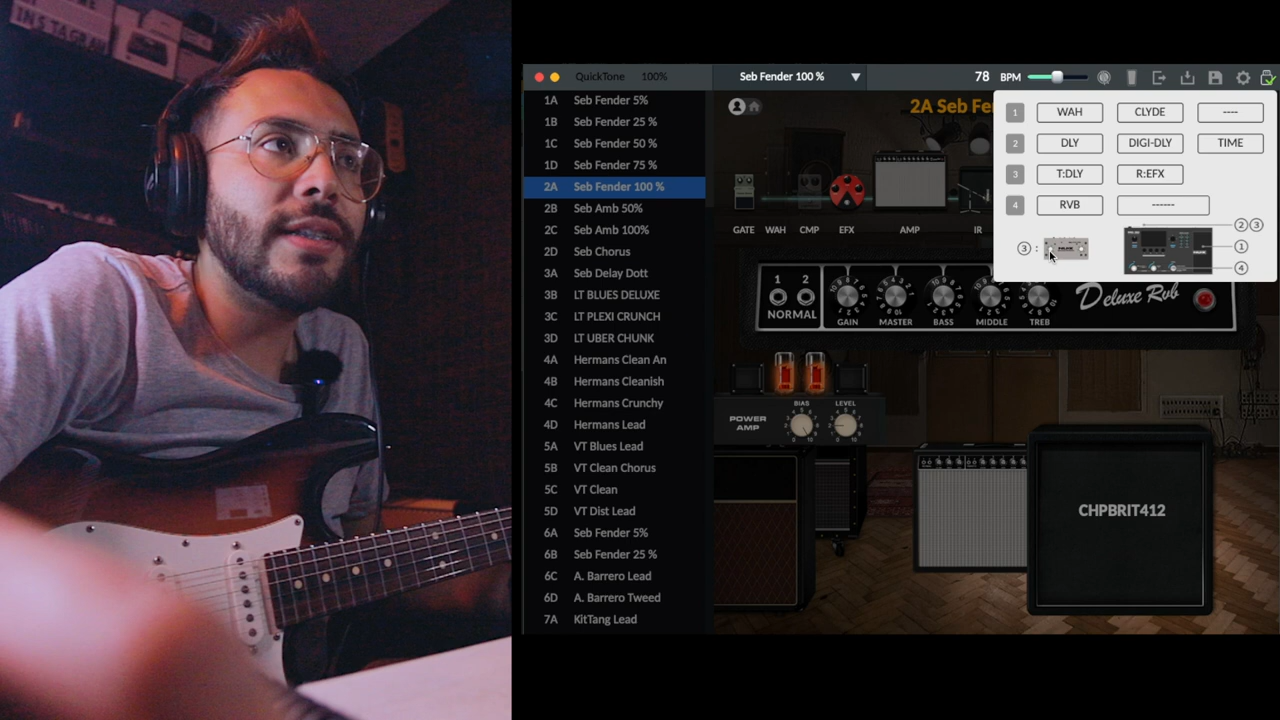 INSTAGRAM
QuickTone 100%
Seb Fender 100 %
78 BPM
1A Seb Fender 5%
1B Seb Fender 25 %
1C Seb Fender 50 %
1D Seb Fender 75 %
2A Seb Fender 100 %
2B Seb Amb 50%
2C Seb Amb 100%
2D Seb Chorus
3A Seb Delay Dott
3B LT BLUES DELUXE
3C LT PLEXI CRUNCH
3D LT UBER CHUNK
4A Hermans Clean An
4B Hermans Cleanish
4C Hermans Crunchy
4D Hermans Lead
5A VT Blues Lead
5B VT Clean Chorus
5C VT Clean
5D VT Dist Lead
6A Seb Fender 5%
6B Seb Fender 25 %
6C A. Barrero Lead
6D A. Barrero Tweed
7A KitTang Lead
2A Seb Fe
GATE WAH CMP EFX AMP IR
1 WAH CLYDE ----
2 DLY DIGI-DLY TIME
3 T:DLY R:EFX
4 RVB ------
3 :
2 3
1
4
1 2
NORMAL
GAIN MASTER BASS MIDDLE TREB
Deluxe Rvb
BIAS LEVEL
POWER
AMP
CHPBRIT412